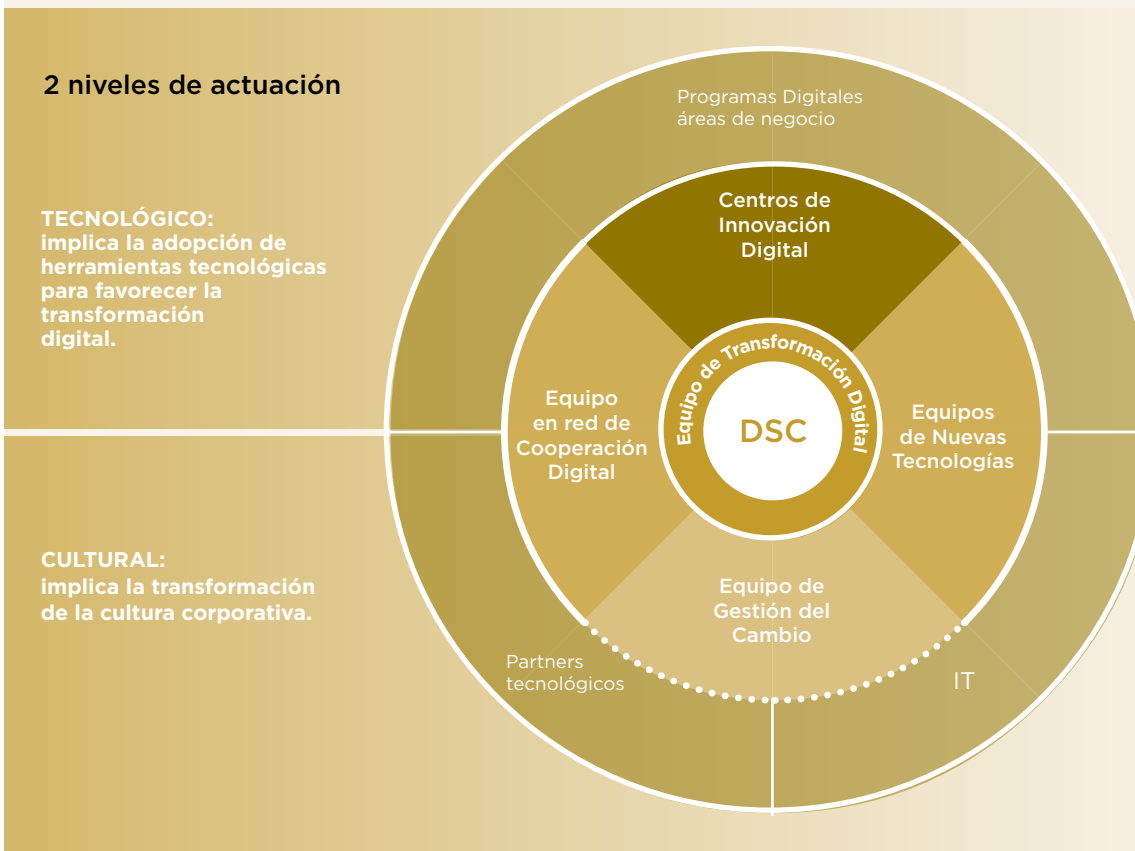 2 niveles de actuación
TECNOLÓGICO:
implica la adopción de
herramientas tecnológicas
para favorecer la
transformación
digital.
CULTURAL:
implica la transformación
de la cultura corporativa.
Programas Digitales
áreas de negocio
Centros de
Innovación
Digital
Equipo de Transformación Digital
DSC
Equipo
en red de
Cooperación
Digital
Equipos
de Nuevas
Tecnologías
Equipo de
Gestión del
Cambio
Partners
tecnológicos
IT